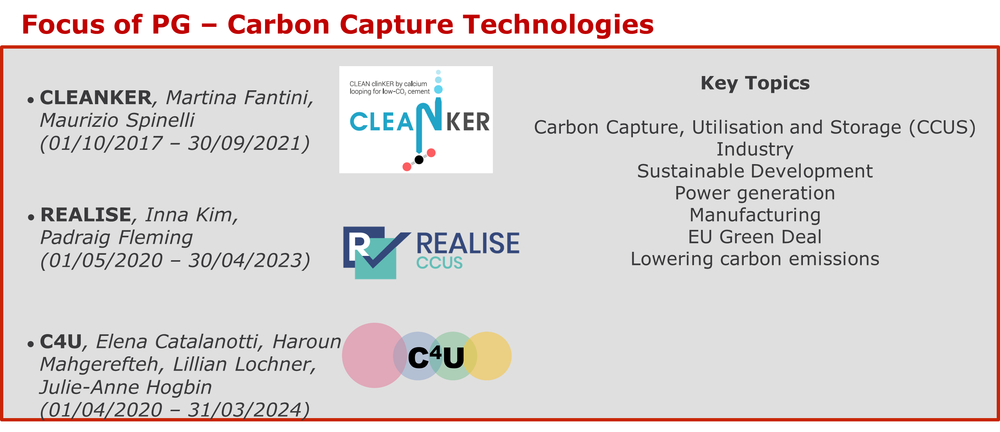 Focus of PG – Carbon Capture Technologies
• CLEANKER, Martina Fantini,
Maurizio Spinelli
(01/10/2017 – 30/09/2021)
CLEAN clinKER by calcium
looping for low-CO₂ cement
CLEANKER
• REALISE, Inna Kim,
Padraig Fleming
(01/05/2020 – 30/04/2023)
R
REALISE
CCUS
• C4U, Elena Catalanotti, Haroun
Mahgerefteh, Lillian Lochner,
Julie-Anne Hogbin
(01/04/2020 – 31/03/2024)
C⁴U
Key Topics
Carbon Capture, Utilisation and Storage (CCUS)
Industry
Sustainable Development
Power generation
Manufacturing
EU Green Deal
Lowering carbon emissions